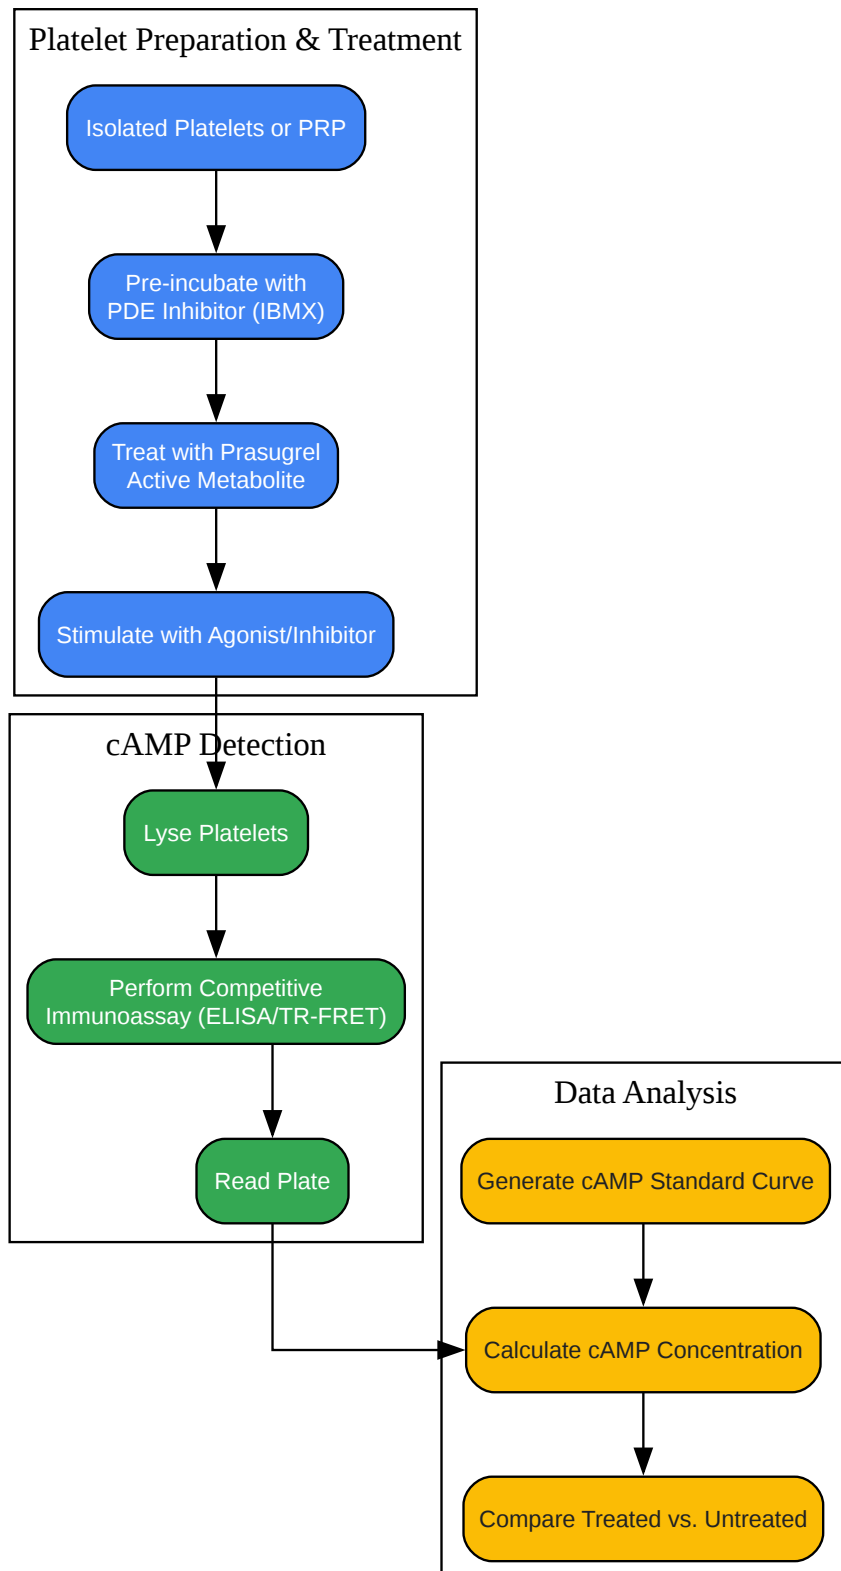 Platelet Preparation & Treatment
Isolated Platelets or PRP
Pre-incubate with
PDE Inhibitor (IBMX)
Treat with Prasugrel
Active Metabolite
Stimulate with Agonist/Inhibitor
cAMP Detection
Lyse Platelets
Perform Competitive
Immunoassay (ELISA/TR-FRET)
Read Plate
Data Analysis
Generate cAMP Standard Curve
Calculate cAMP Concentration
Compare Treated vs. Untreated